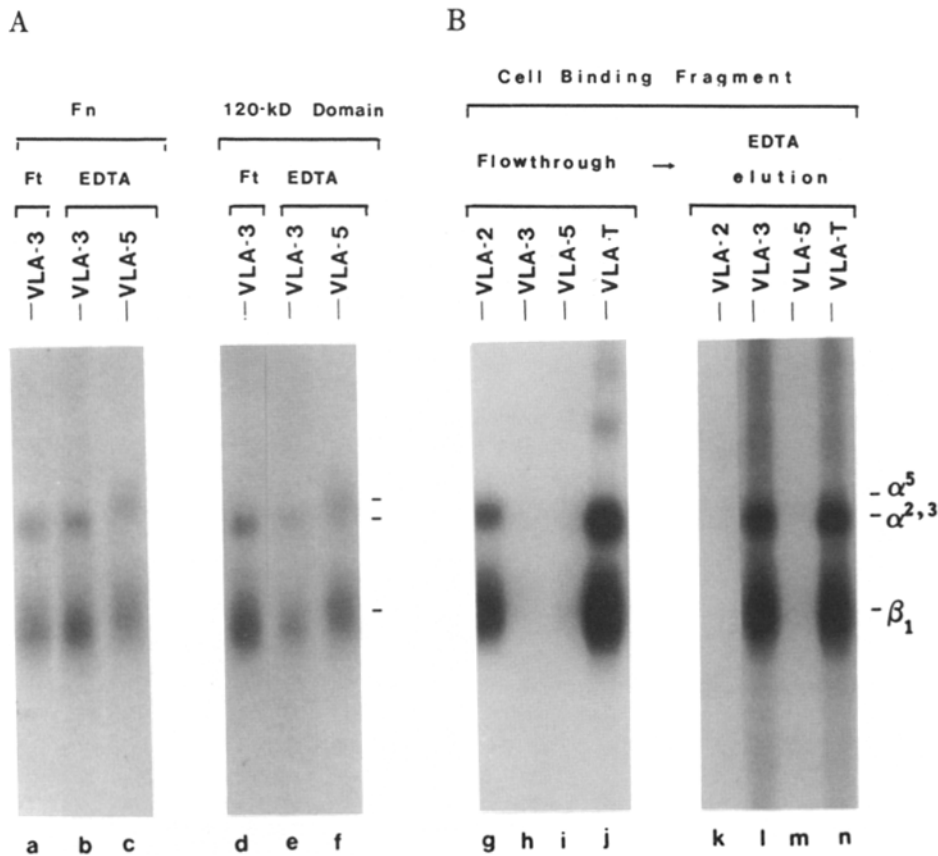 A
B
Cell Binding Fragment
Fn
120-kD Domain
Flowthrough → EDTA elution
Ft EDTA
Ft EDTA
VLA-3
VLA-3
VLA-5
VLA-3
VLA-3
VLA-5
VLA-2
VLA-3
VLA-5
VLA-T
VLA-2
VLA-3
VLA-5
VLA-T
α⁵
α²,³
β₁
a b c d e f g h i j k l m n